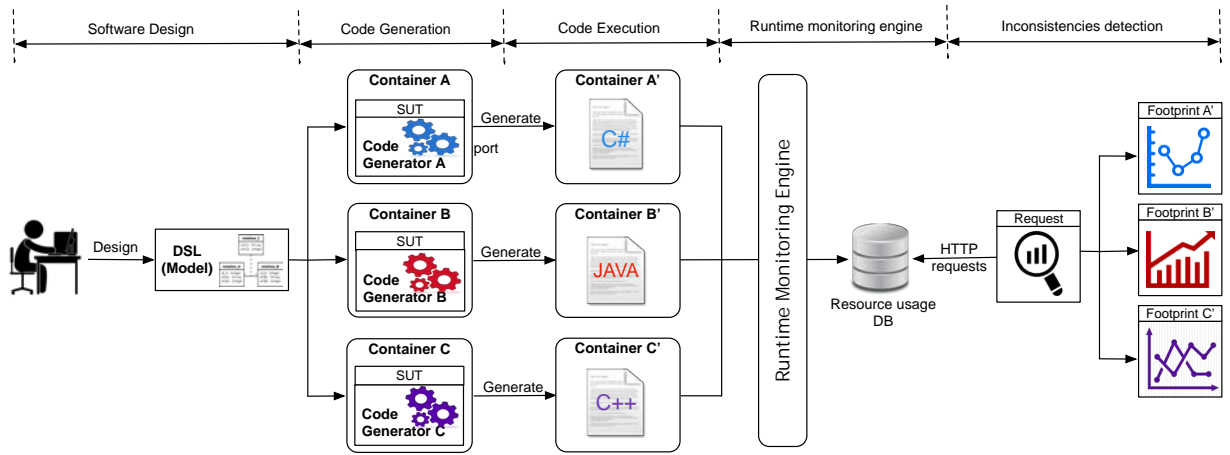 Software Design
Code Generation
Code Execution
Runtime monitoring engine
Inconsistencies detection
Design
DSL
(Model)
Container A
SUT
Code
Generator A
Generate
port
Container A’
C#
Container B
SUT
Code
Generator B
Generate
Container B’
JAVA
Container C
SUT
Code
Generator C
Generate
Container C’
C++
Runtime Monitoring Engine
Resource usage
DB
HTTP
requests
Request
Footprint A’
Footprint B’
Footprint C’